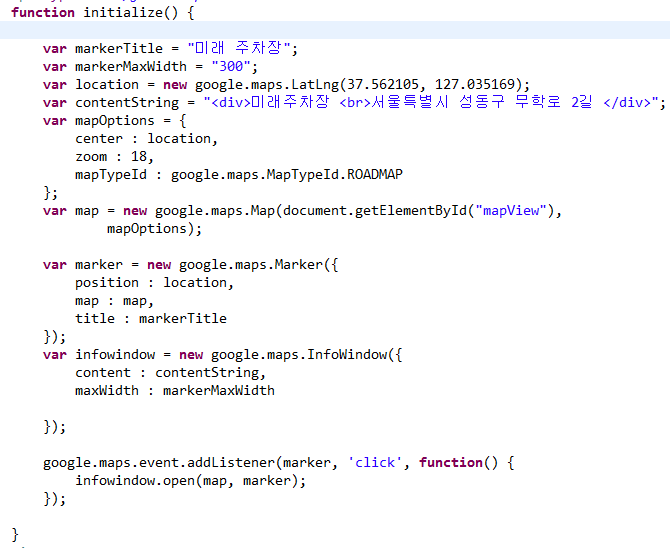 function initialize() {
var markerTitle = "미래 주차장";
var markerMaxWidth = "300";
var location = new google.maps.LatLng(37.562105, 127.035169);
var contentString = "<div>미래주차장 <br>서울특별시 성동구 무학로 2길 </div>";
var mapOptions = {
center : location,
zoom : 18,
mapTypeId : google.maps.MapTypeId.ROADMAP
};
var map = new google.maps.Map(document.getElementById("mapView"),
mapOptions);
var marker = new google.maps.Marker({
position : location,
map : map,
title : markerTitle
});
var infowindow = new google.maps.InfoWindow({
content : contentString,
maxWidth : markerMaxWidth
});
google.maps.event.addListener(marker, 'click', function() {
infowindow.open(map, marker);
});
}